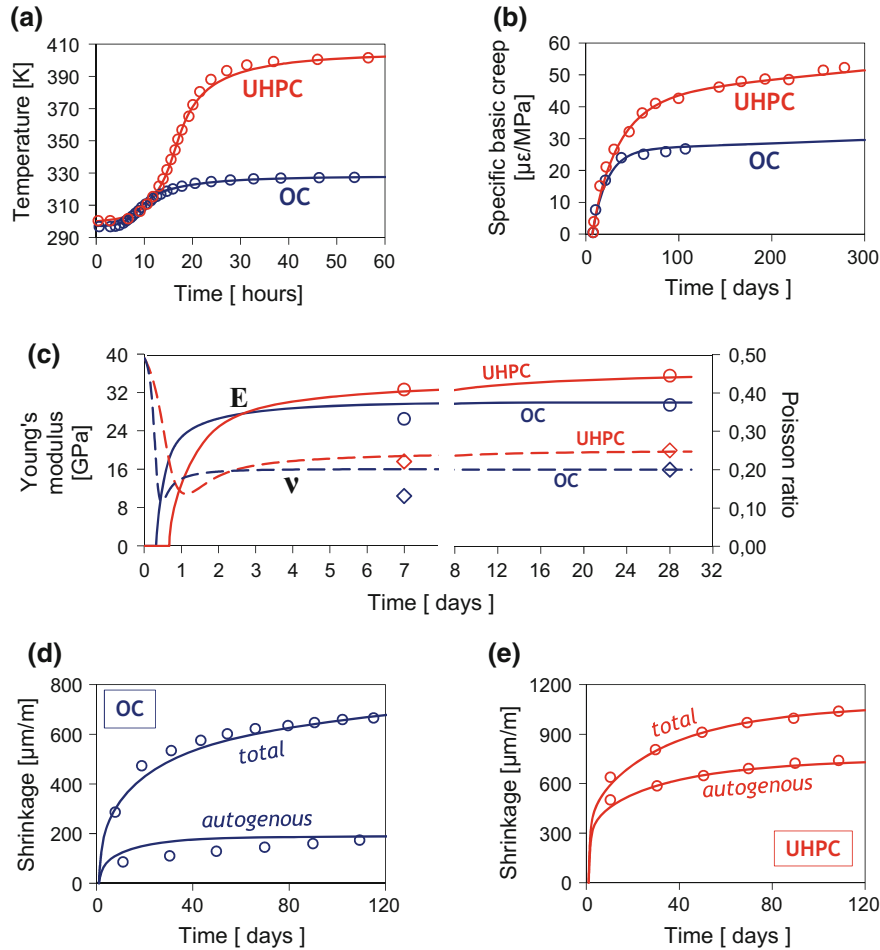 (a)
Temperature [K]
410
390
370
350
330
310
290
UHPC
OC
0 10 20 30 40 50 60
Time [ hours]
(b)
Specific basic creep
[με/MPa]
60
50
40
30
20
10
0
UHPC
OC
0 100 200 300
Time [ days ]
(c)
Young's
modulus
[GPa]
40
32
24
16
8
0
E
ν
UHPC
OC
UHPC
OC
0,50
0,40
0,30
0,20
0,10
0,00
Poisson ratio
0 1 2 3 4 5 6 7 8 12 16 20 24 28 32
Time [ days ]
(d)
Shrinkage [μm/m]
800
600
400
200
0
OC
total
autogenous
0 40 80 120
Time [ days ]
(e)
Shrinkage [μm/m]
1200
900
600
300
0
total
autogenous
UHPC
0 40 80 120
Time [ days ]